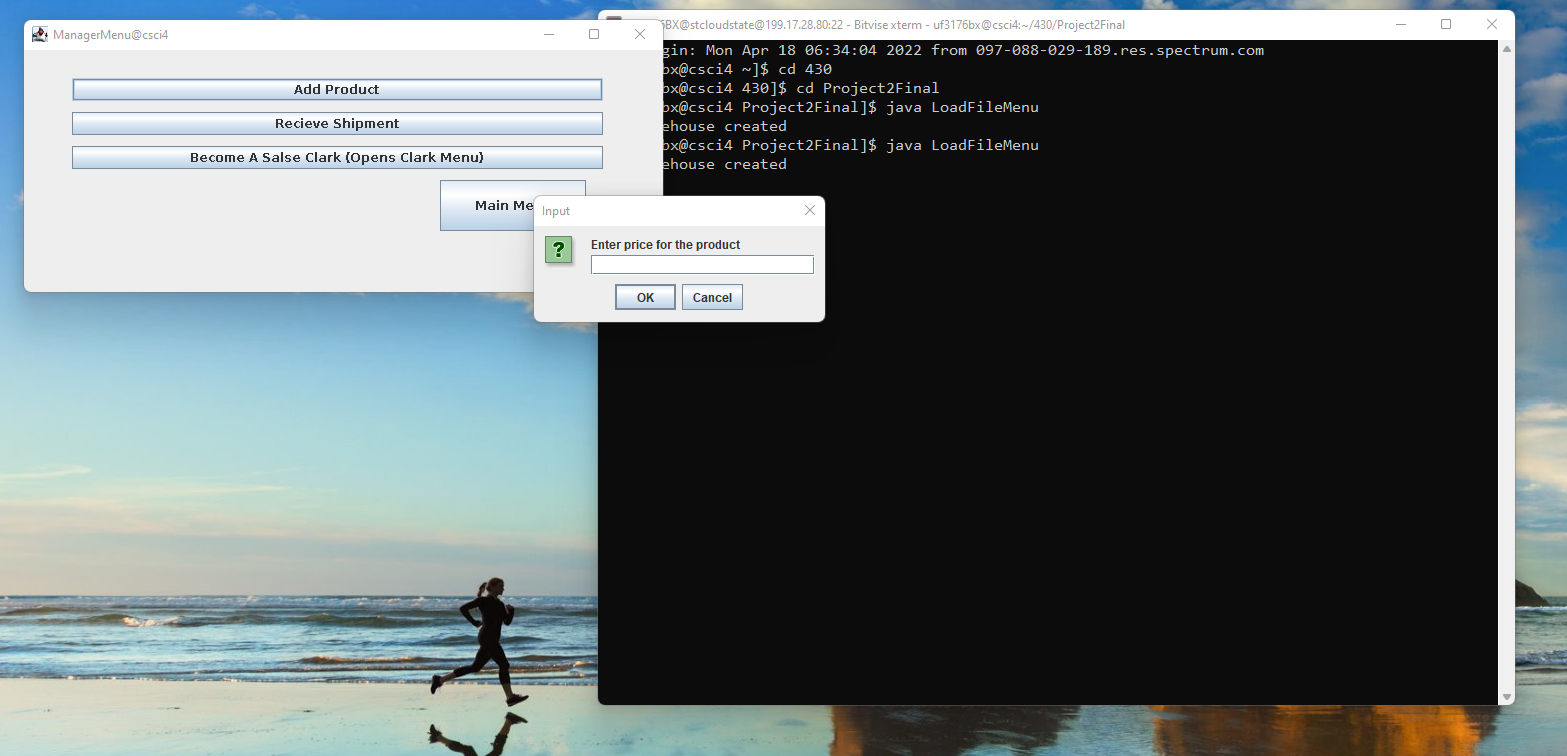 ManagerMenu@csci4
Add Product
Recieve Shipment
Become A Salse Clark (Opens Clark Menu)
Main Me
Input
?
Enter price for the product
OK
Cancel
6BX@stcloudstate@199.17.28.80:22 - Bitvise xterm - uf3176bx@csci4:~/430/Project2Final
gin: Mon Apr 18 06:34:04 2022 from 097-088-029-189.res.spectrum.com
bx@csci4 ~]$ cd 430
bx@csci4 430]$ cd Project2Final
bx@csci4 Project2Final]$ java LoadFileMenu
ehouse created
bx@csci4 Project2Final]$ java LoadFileMenu
ehouse created